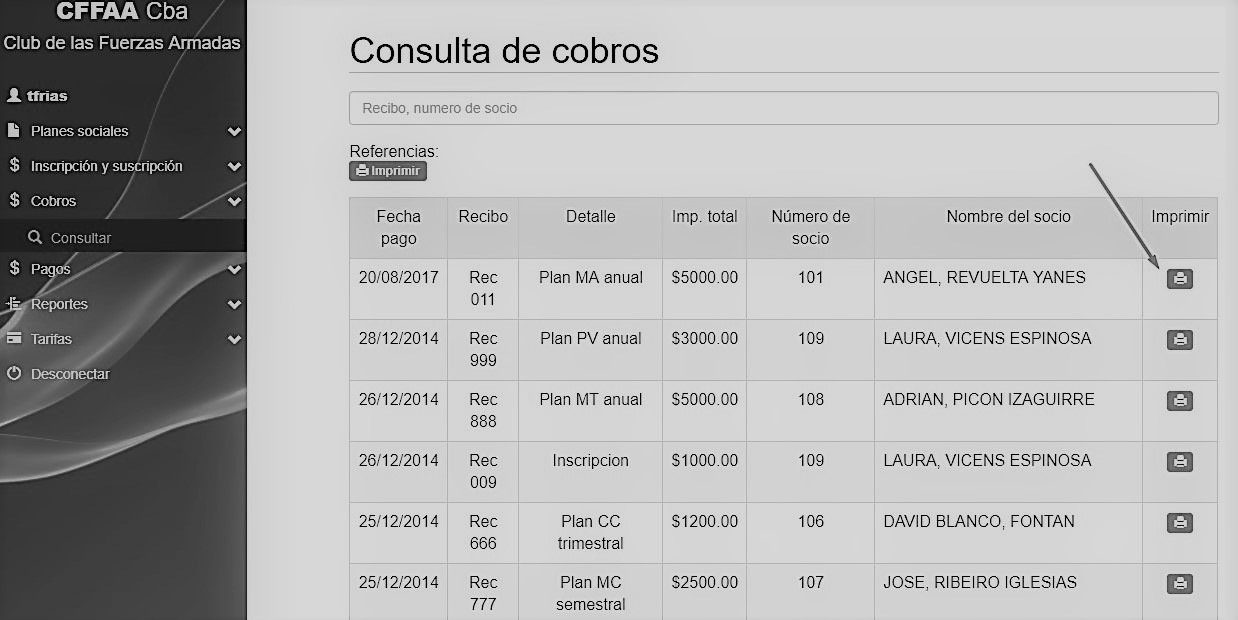 CFFAA Cba
Club de las Fuerzas Armadas
tfrias
Planes sociales
Inscripción y suscripción
Cobros
Consultar
Pagos
Reportes
Tarifas
Desconectar
Consulta de cobros
Recibo, numero de socio
Referencias:
Imprimir
Fecha pago Recibo Detalle Imp. total Número de socio Nombre del socio Imprimir
20/08/2017 Rec 011 Plan MA anual $5000.00 101 ANGEL, REVUELTA YANES
28/12/2014 Rec 999 Plan PV anual $3000.00 109 LAURA, VICENS ESPINOSA
26/12/2014 Rec 888 Plan MT anual $5000.00 108 ADRIAN, PICON IZAGUIRRE
26/12/2014 Rec 009 Inscripcion $1000.00 109 LAURA, VICENS ESPINOSA
25/12/2014 Rec 666 Plan CC trimestral $1200.00 106 DAVID BLANCO, FONTAN
25/12/2014 Rec 777 Plan MC semestral $2500.00 107 JOSE, RIBEIRO IGLESIAS